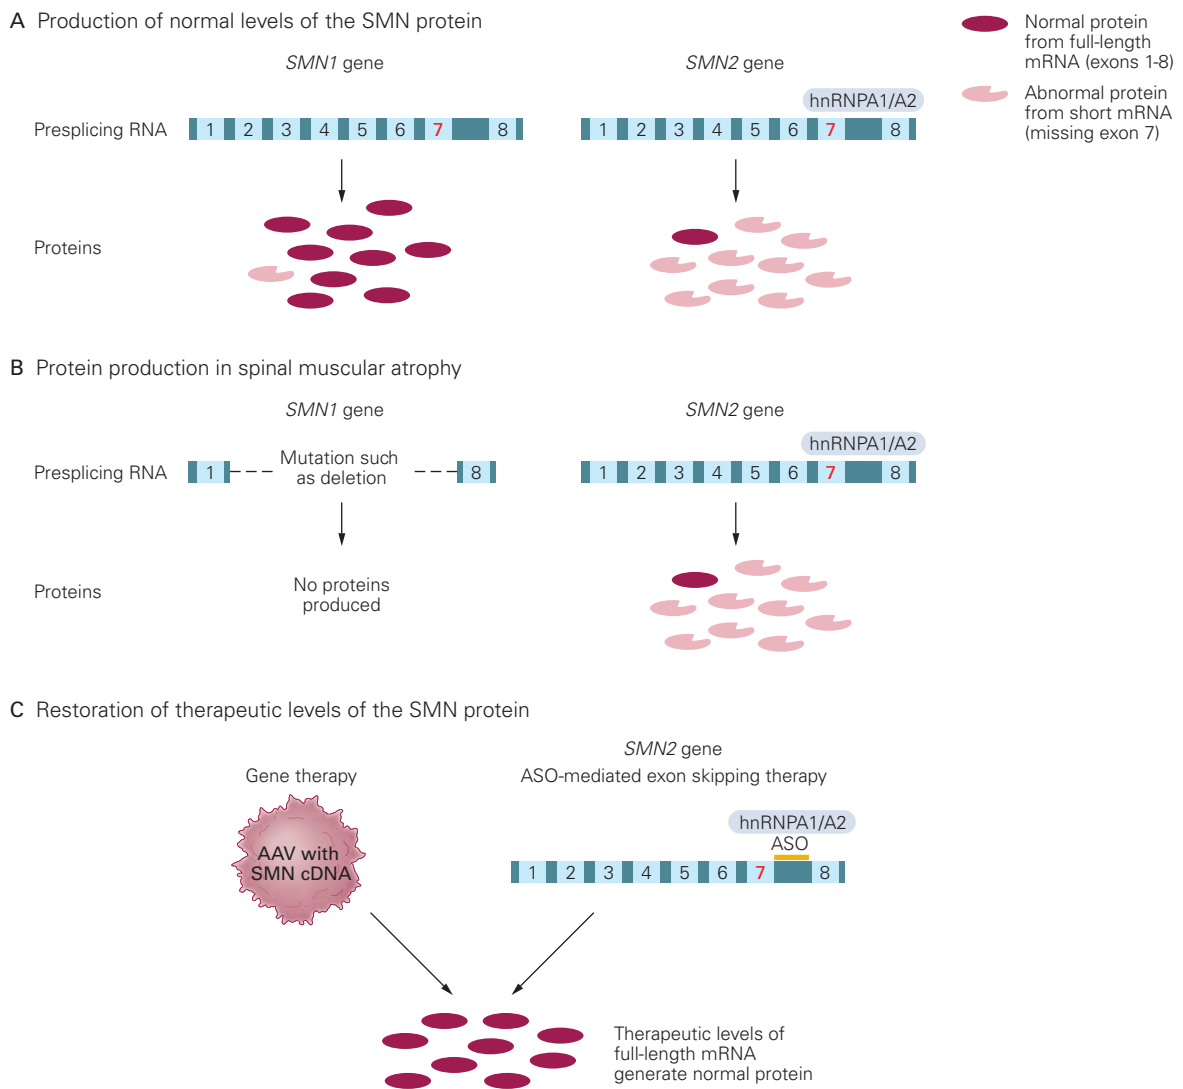 A Production of normal levels of the SMN protein
Normal protein
from full-length
mRNA (exons 1-8)
Abnormal protein
from short mRNA
(missing exon 7)
SMN1 gene
SMN2 gene
hnRNPA1/A2
Presplicing RNA
1 2 3 4 5 6 7 8
1 2 3 4 5 6 7 8
Proteins
B Protein production in spinal muscular atrophy
SMN1 gene
SMN2 gene
hnRNPA1/A2
Presplicing RNA
1
Mutation such
as deletion
8
1 2 3 4 5 6 7 8
Proteins
No proteins
produced
C Restoration of therapeutic levels of the SMN protein
Gene therapy
SMN2 gene
ASO-mediated exon skipping therapy
AAV with
SMN cDNA
hnRNPA1/A2
ASO
1 2 3 4 5 6 7 8
Therapeutic levels of
full-length mRNA
generate normal protein